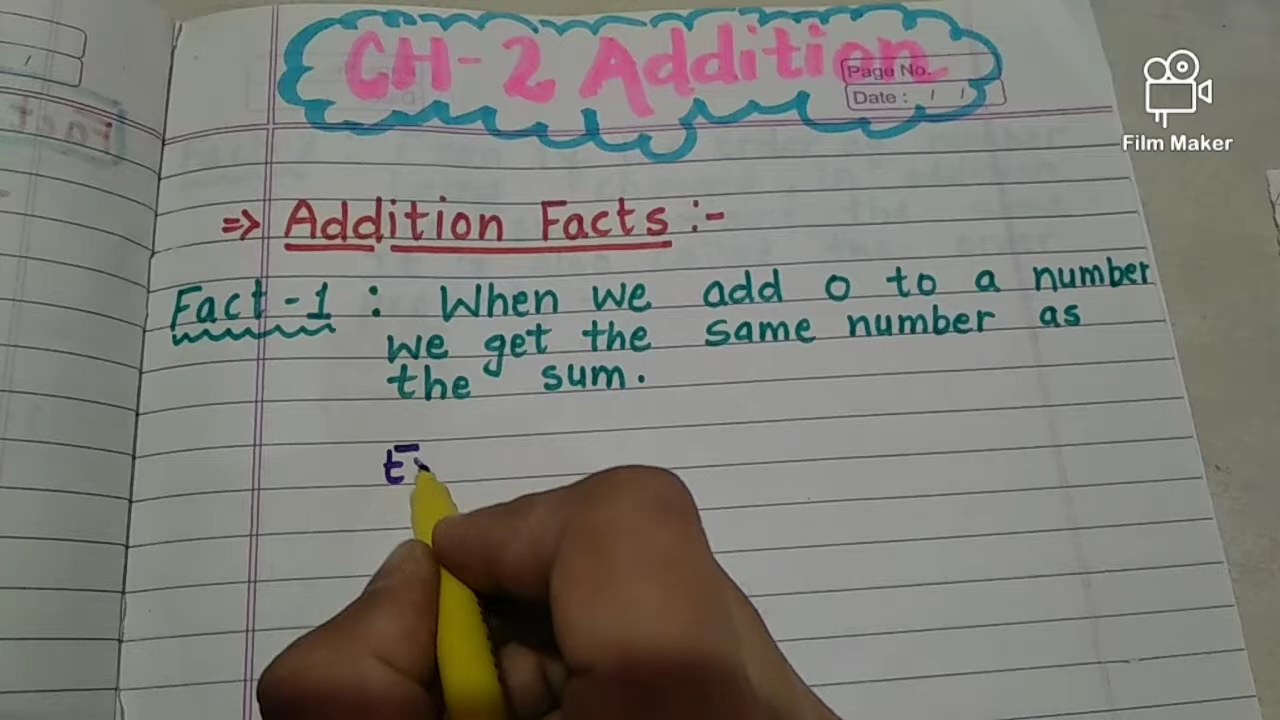 CH-2 Addition
Page No.
Date : / /
Film Maker
⇒ Addition Facts :-
Fact-1 : When we add 0 to a number
we get the same number as
the sum.